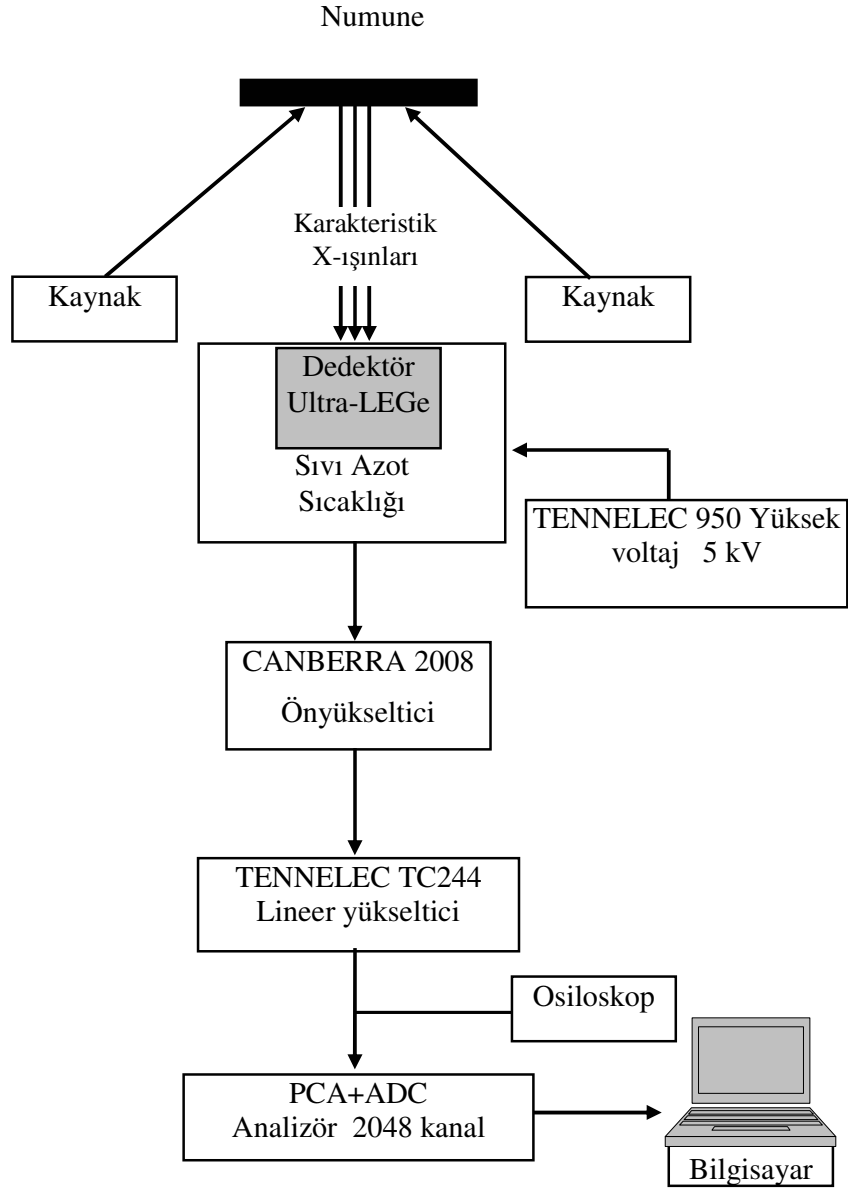 Numune
Karakteristik
X-ışınları
Kaynak
Kaynak
Dedektör
Ultra-LEGe
Sıvı Azot
Sıcaklığı
TENNELEC 950 Yüksek
voltaj 5 kV
CANBERRA 2008
Önyükseltici
TENNELEC TC244
Lineer yükseltici
Osiloskop
PCA+ADC
Analizör 2048 kanal
Bilgisayar